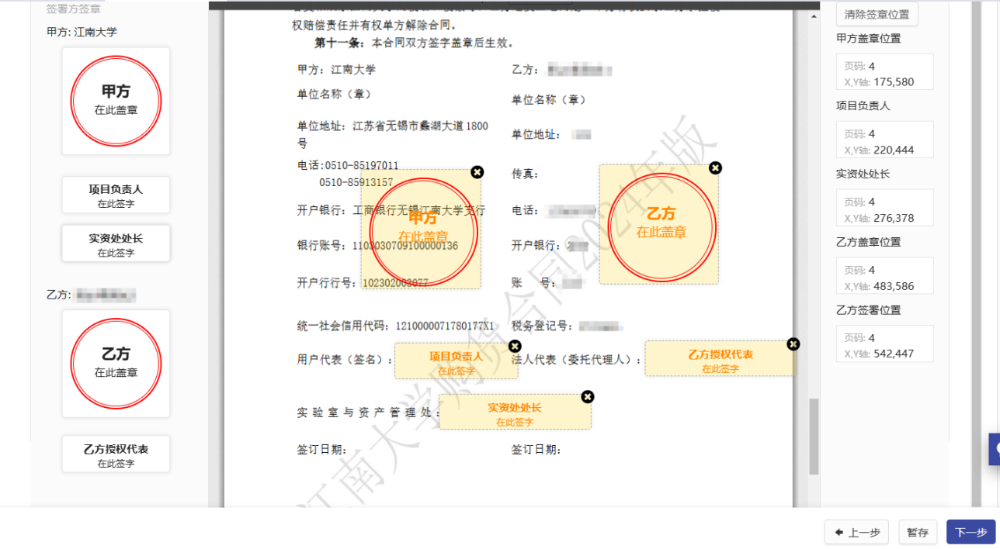 签署方签章
甲方: 江南大学
甲方
在此盖章
项目负责人
在此签字
实资处处长
在此签字
乙方:
乙方
在此盖章
乙方授权代表
在此签字
权赔偿责任并有权单方解除合同。
第十一条：本合同双方签字盖章后生效。
甲方：江南大学
乙方：
单位名称（章）
单位名称（章）
单位地址：江苏省无锡市蠡湖大道1800
号
单位地址：
电话:0510-85197011
0510-85913157
传真：
开户银行：工商银行无锡江南大学支行
电话：
银行账号：1103030709100000136
开户银行：
开户行行号：102302003077
账 号：
甲方
在此盖章
乙方
在此盖章
统一社会信用代码：1210000071780177X1
税务登记号：
用户代表（签名）：
项目负责人
在此签字
法人代表（委托代理人）：
乙方授权代表
在此签字
实验室与资产管理处：
实资处处长
在此签字
签订日期：
签订日期：
江南大学购货合同2024年版
清除签章位置
甲方盖章位置
页码: 4
X,Y轴: 175,580
项目负责人
页码: 4
X,Y轴: 220,444
实资处处长
页码: 4
X,Y轴: 276,378
乙方盖章位置
页码: 4
X,Y轴: 483,586
乙方签署位置
页码: 4
X,Y轴: 542,447
上一步
暂存
下一步